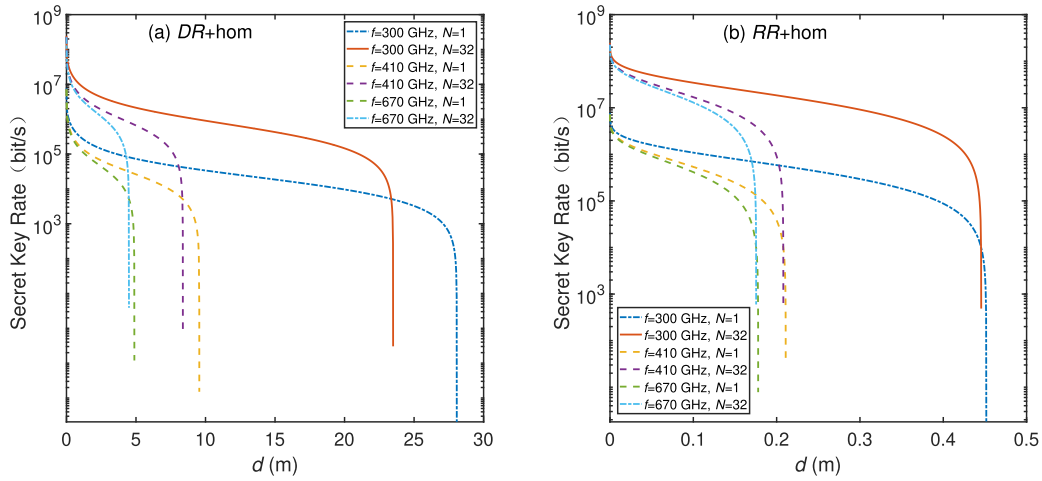 (a) DR+hom
f=300 GHz, N=1
f=300 GHz, N=32
f=410 GHz, N=1
f=410 GHz, N=32
f=670 GHz, N=1
f=670 GHz, N=32
10^9
10^7
10^5
10^3
Secret Key Rate（bit/s）
0 5 10 15 20 25 30
d (m)
(b) RR+hom
f=300 GHz, N=1
f=300 GHz, N=32
f=410 GHz, N=1
f=410 GHz, N=32
f=670 GHz, N=1
f=670 GHz, N=32
10^9
10^7
10^5
10^3
Secret Key Rate（bit/s）
0 0.1 0.2 0.3 0.4 0.5
d (m)